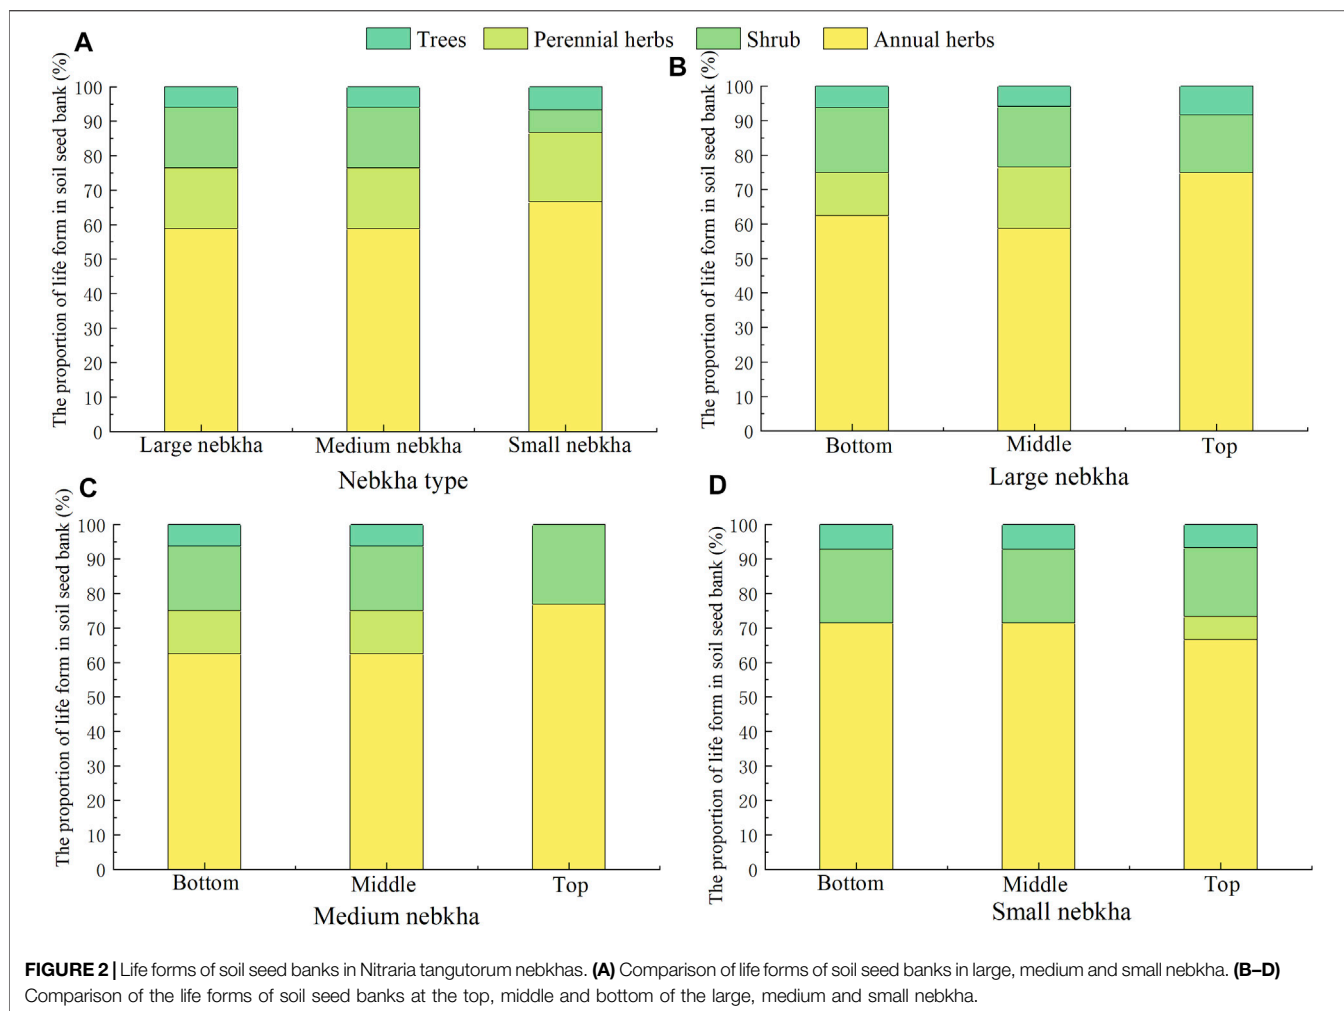 A
Trees Perennial herbs Shrub Annual herbs
B
The proportion of life form in soil seed bank (%)
100
90
80
70
60
50
40
30
20
10
0
Large nebkha Medium nebkha Small nebkha
Nebkha type
The proportion of life form in soil seed bank (%)
100
90
80
70
60
50
40
30
20
10
0
Bottom Middle Top
Large nebkha
C
The proportion of life form in soil seed bank (%)
100
90
80
70
60
50
40
30
20
10
0
Bottom Middle Top
Medium nebkha
D
The proportion of life form in soil seed bank (%)
100
90
80
70
60
50
40
30
20
10
0
Bottom Middle Top
Small nebkha
FIGURE 2 | Life forms of soil seed banks in Nitraria tangutorum nebkhas. (A) Comparison of life forms of soil seed banks in large, medium and small nebkha. (B–D)
Comparison of the life forms of soil seed banks at the top, middle and bottom of the large, medium and small nebkha.